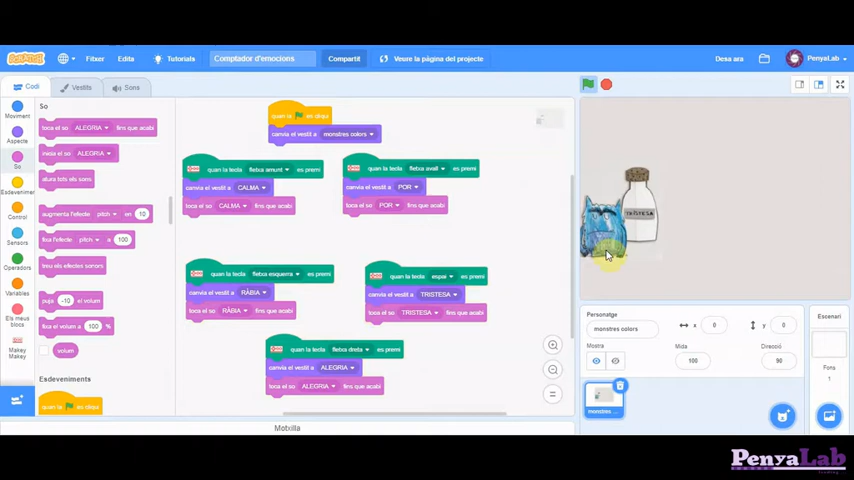 SCRATCH
Fitxer
Edita
Tutorials
Comptador d'emocions
Compartit
Veure la pàgina del projecte
Desa ara
PenyaLab
Codi
Vestits
Sons
Moviment
Aspecte
So
Esdeveniments
Control
Sensors
Operadors
Variables
Els meus blocs
Makey Makey
So
toca el so ALEGRIA fins que acabi
inicia el so ALEGRIA
atura tots els sons
augmenta l'efecte pitch en 10
fixa l'efecte pitch a 100
treu els efectes sonors
puja -10 el volum
fixa el volum a 100 %
volum
Esdeveniments
quan la es cliqui
quan es cliqui
canvia el vestit a monstres colors
quan la tecla fletxa amunt es premi
canvia el vestit a CALMA
toca el so CALMA fins que acabi
quan la tecla fletxa avall es premi
canvia el vestit a POR
toca el so POR fins que acabi
quan la tecla fletxa esquerra es premi
canvia el vestit a RÀBIA
toca el so RÀBIA fins que acabi
quan la tecla espai es premi
canvia el vestit a TRISTESA
toca el so TRISTESA fins que acabi
quan la tecla fletxa dreta es premi
canvia el vestit a ALEGRIA
toca el so ALEGRIA fins que acabi
Motxilla
TRISTESA
Personatge
monstres colors
x 0
y 0
Mostra
Mida
Direcció
100
90
monstres ...
Escenari
Fons
1
PenyaLab